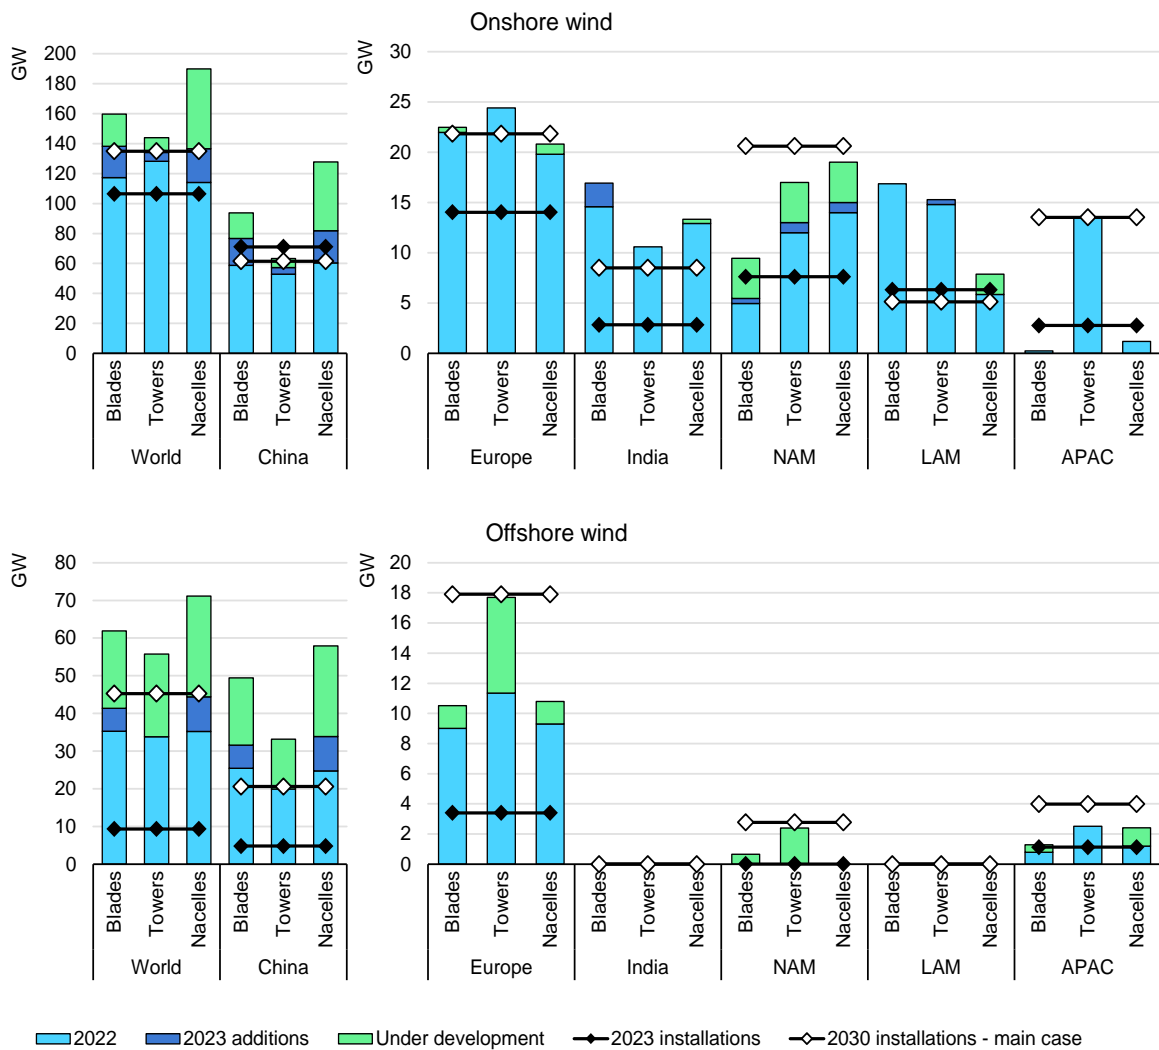 Onshore wind
GW
200
180
160
140
120
100
80
60
40
20
0
Blades
Towers
Nacelles
Blades
Towers
Nacelles
World
China
GW
30
25
20
15
10
5
0
Blades
Towers
Nacelles
Blades
Towers
Nacelles
Blades
Towers
Nacelles
Blades
Towers
Nacelles
Blades
Towers
Nacelles
Europe
India
NAM
LAM
APAC
Offshore wind
GW
80
70
60
50
40
30
20
10
0
Blades
Towers
Nacelles
Blades
Towers
Nacelles
World
China
GW
20
18
16
14
12
10
8
6
4
2
0
Blades
Towers
Nacelles
Blades
Towers
Nacelles
Blades
Towers
Nacelles
Blades
Towers
Nacelles
Blades
Towers
Nacelles
Europe
India
NAM
LAM
APAC
2022
2023 additions
Under development
2023 installations
2030 installations - main case